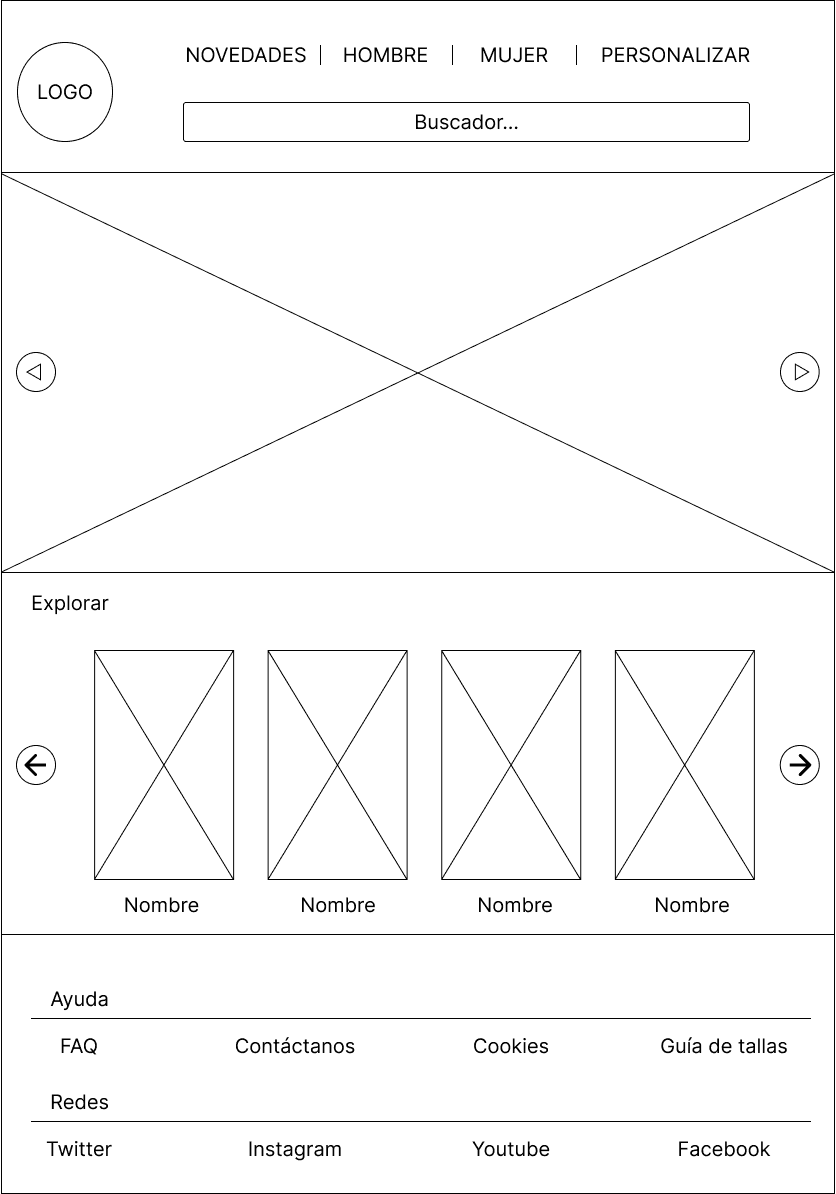 NOVEDADES | HOMBRE | MUJER | PERSONALIZAR
LOGO
Buscador...
Explorar
Nombre Nombre Nombre Nombre
Ayuda
FAQ Contáctanos Cookies Guía de tallas
Redes
Twitter Instagram Youtube Facebook